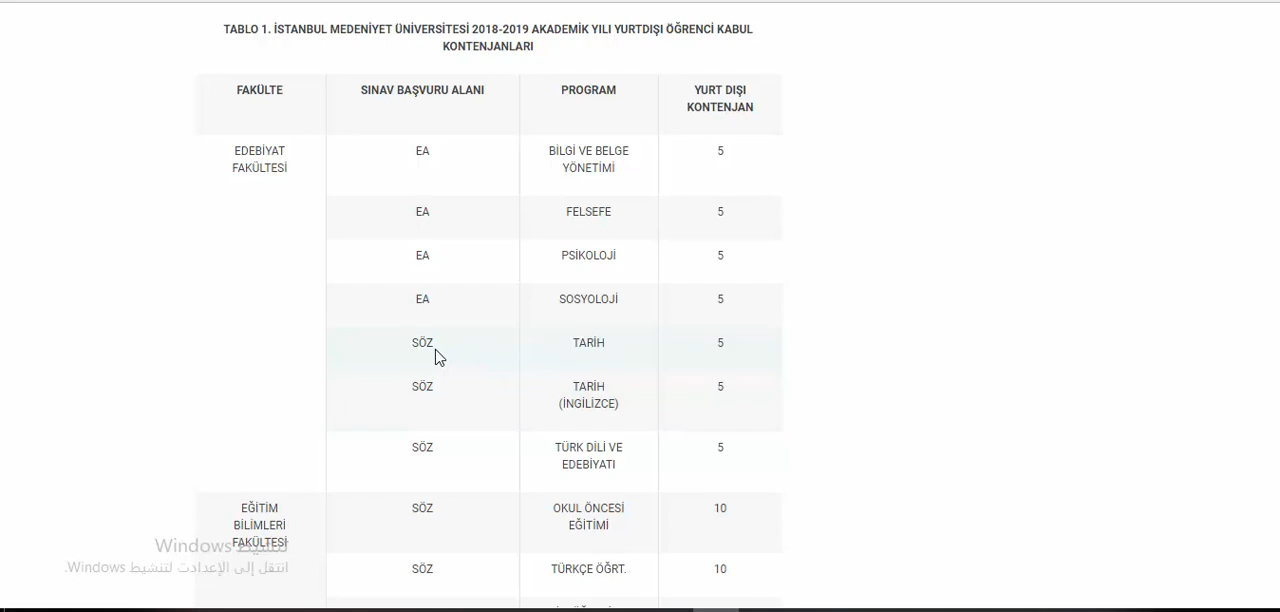 TABLO 1. İSTANBUL MEDENİYET ÜNİVERSİTESİ 2018-2019 AKADEMİK YILI YURTDIŞI ÖĞRENCİ KABUL
KONTENJANLARI
FAKÜLTE SINAV BAŞVURU ALANI PROGRAM YURT DIŞI
KONTENJAN
EDEBİYAT
FAKÜLTESİ
EA BİLGİ VE BELGE
YÖNETİMİ
5
EA FELSEFE 5
EA PSİKOLOJİ 5
EA SOSYOLOJİ 5
SÖZ TARİH 5
SÖZ TARİH
(İNGİLİZCE)
5
SÖZ TÜRK DİLİ VE
EDEBİYATI
5
EĞİTİM
BİLİMLERİ
FAKÜLTESİ
SÖZ OKUL ÖNCESİ
EĞİTİMİ
10
SÖZ TÜRKÇE ÖĞRT. 10
تنشيط Windows
انتقل إلى الإعدادت لتنشيط Windows.